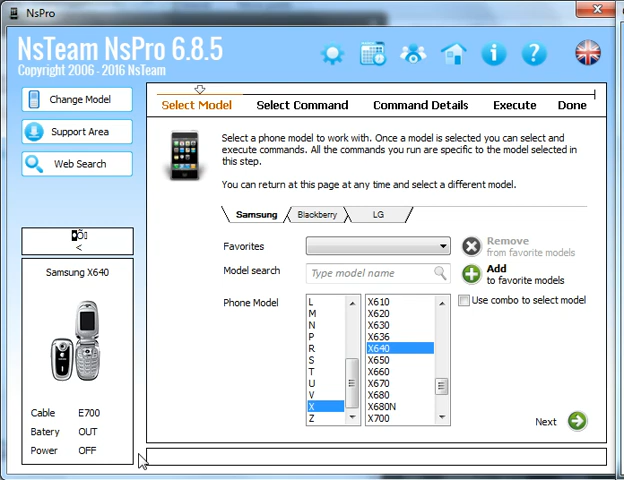 NsPro
NsTeam NsPro 6.8.5
Copyright 2006 - 2016 NsTeam
Change Model
Support Area
Web Search
Select Model
Select Command
Command Details
Execute
Done
Select a phone model to work with. Once a model is selected you can select and
execute commands. All the commands you run are specific to the model selected in
this step.
You can return at this page at any time and select a different model.
Samsung
Blackberry
LG
Favorites
Remove
from favorite models
Model search
Type model name
Add
to favorite models
Phone Model
Use combo to select model
L
M
N
P
R
S
T
U
V
X
Z
X610
X620
X630
X636
X640
X650
X660
X670
X680
X680N
X700
Next
<
Samsung X640
Cable E700
Batery OUT
Power OFF